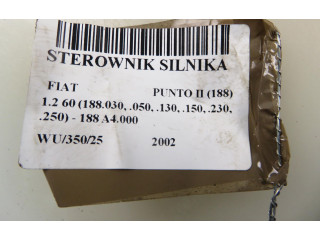 STEROWNIK SILNIKA
FIAT PUNTO II (188)
1.2 60 (188.030, .050, .130, .150, .230,
.250) - 188 A4.000
WU/350/25 2002